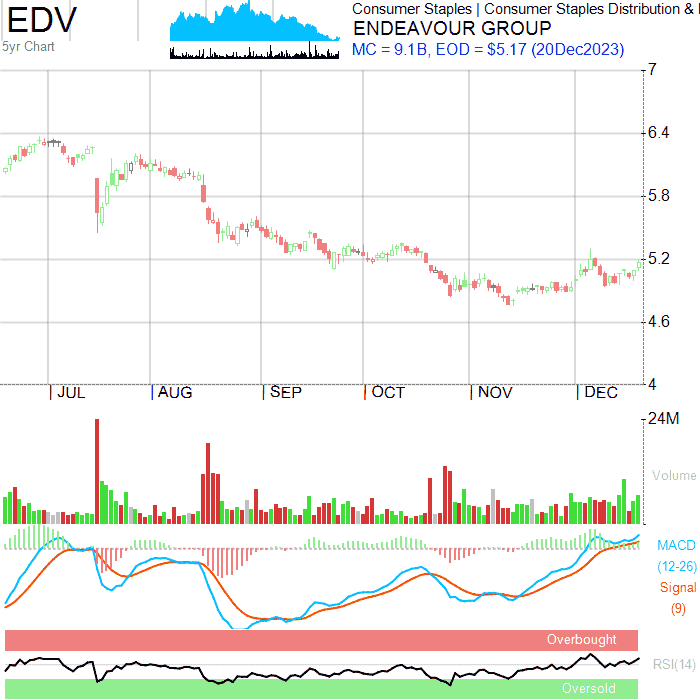 EDV
5yr Chart
Consumer Staples | Consumer Staples Distribution &
ENDEAVOUR GROUP
MC = 9.1B, EOD = $5.17 (20Dec2023)
7
6.4
5.8
5.2
4.6
4
JUL AUG SEP OCT NOV DEC
24M
Volume
MACD
(12-26)
Signal
(9)
Overbought
RSI(14)
Oversold